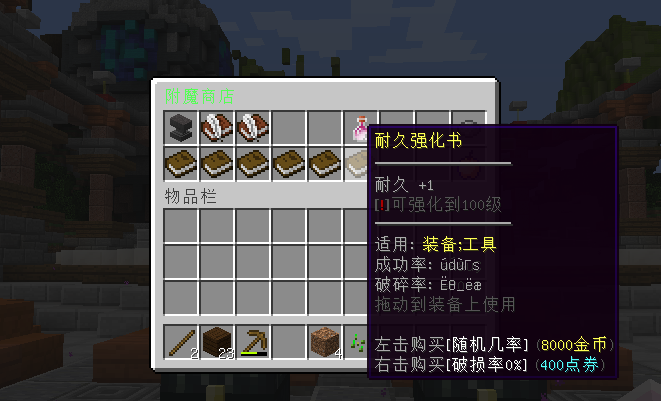 附魔商店
耐久强化书
耐久 +1
[!]可强化到100级
适用: 装备;工具
成功率:
破碎率:
拖动到装备上使用
左击购买[随机几率] (8000金币)
右击购买[破损率0%] (400点券)
物品栏
2
23
4